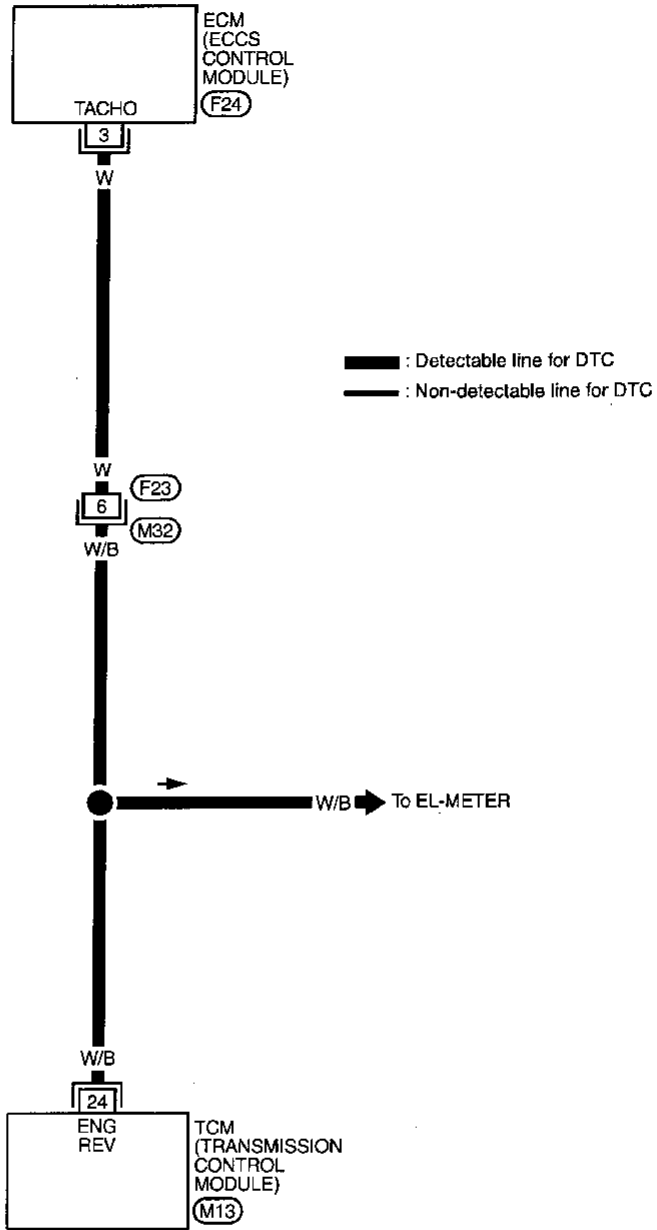 ECM
(ECCS
CONTROL
MODULE)
F24
TACHO
3
W
: Detectable line for DTC
: Non-detectable line for DTC
W
F23
6
M32
W/B
W/B To EL-METER
W/B
24
ENG
REV
TCM
(TRANSMISSION
CONTROL
MODULE)
M13